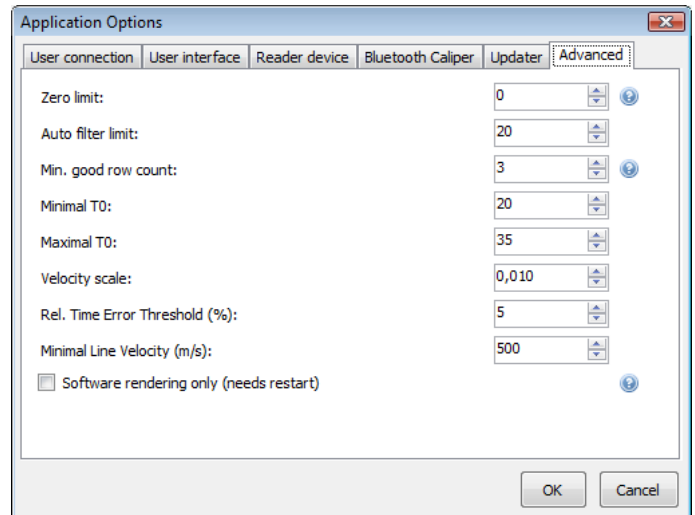 Application Options
User connection User interface Reader device Bluetooth Caliper Updater Advanced
Zero limit: 0
Auto filter limit: 20
Min. good row count: 3
Minimal T0: 20
Maximal T0: 35
Velocity scale: 0,010
Rel. Time Error Threshold (%): 5
Minimal Line Velocity (m/s): 500
Software rendering only (needs restart)
OK Cancel